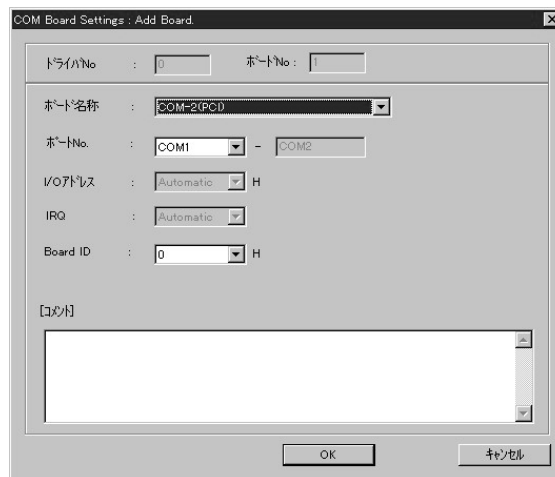 COM Board Settings : Add Board.
ﾄﾞﾗｲﾊﾞNo : 0 ﾎﾞｰﾄﾞNo : 1
ﾎﾞｰﾄﾞ名称 : COM-2(PCI)
ﾎﾟｰﾄNo. : COM1 - COM2
I/Oｱﾄﾞﾚｽ : Automatic H
IRQ : Automatic
Board ID : 0 H
[ｺﾒﾝﾄ]
OK ｷｬﾝｾﾙ